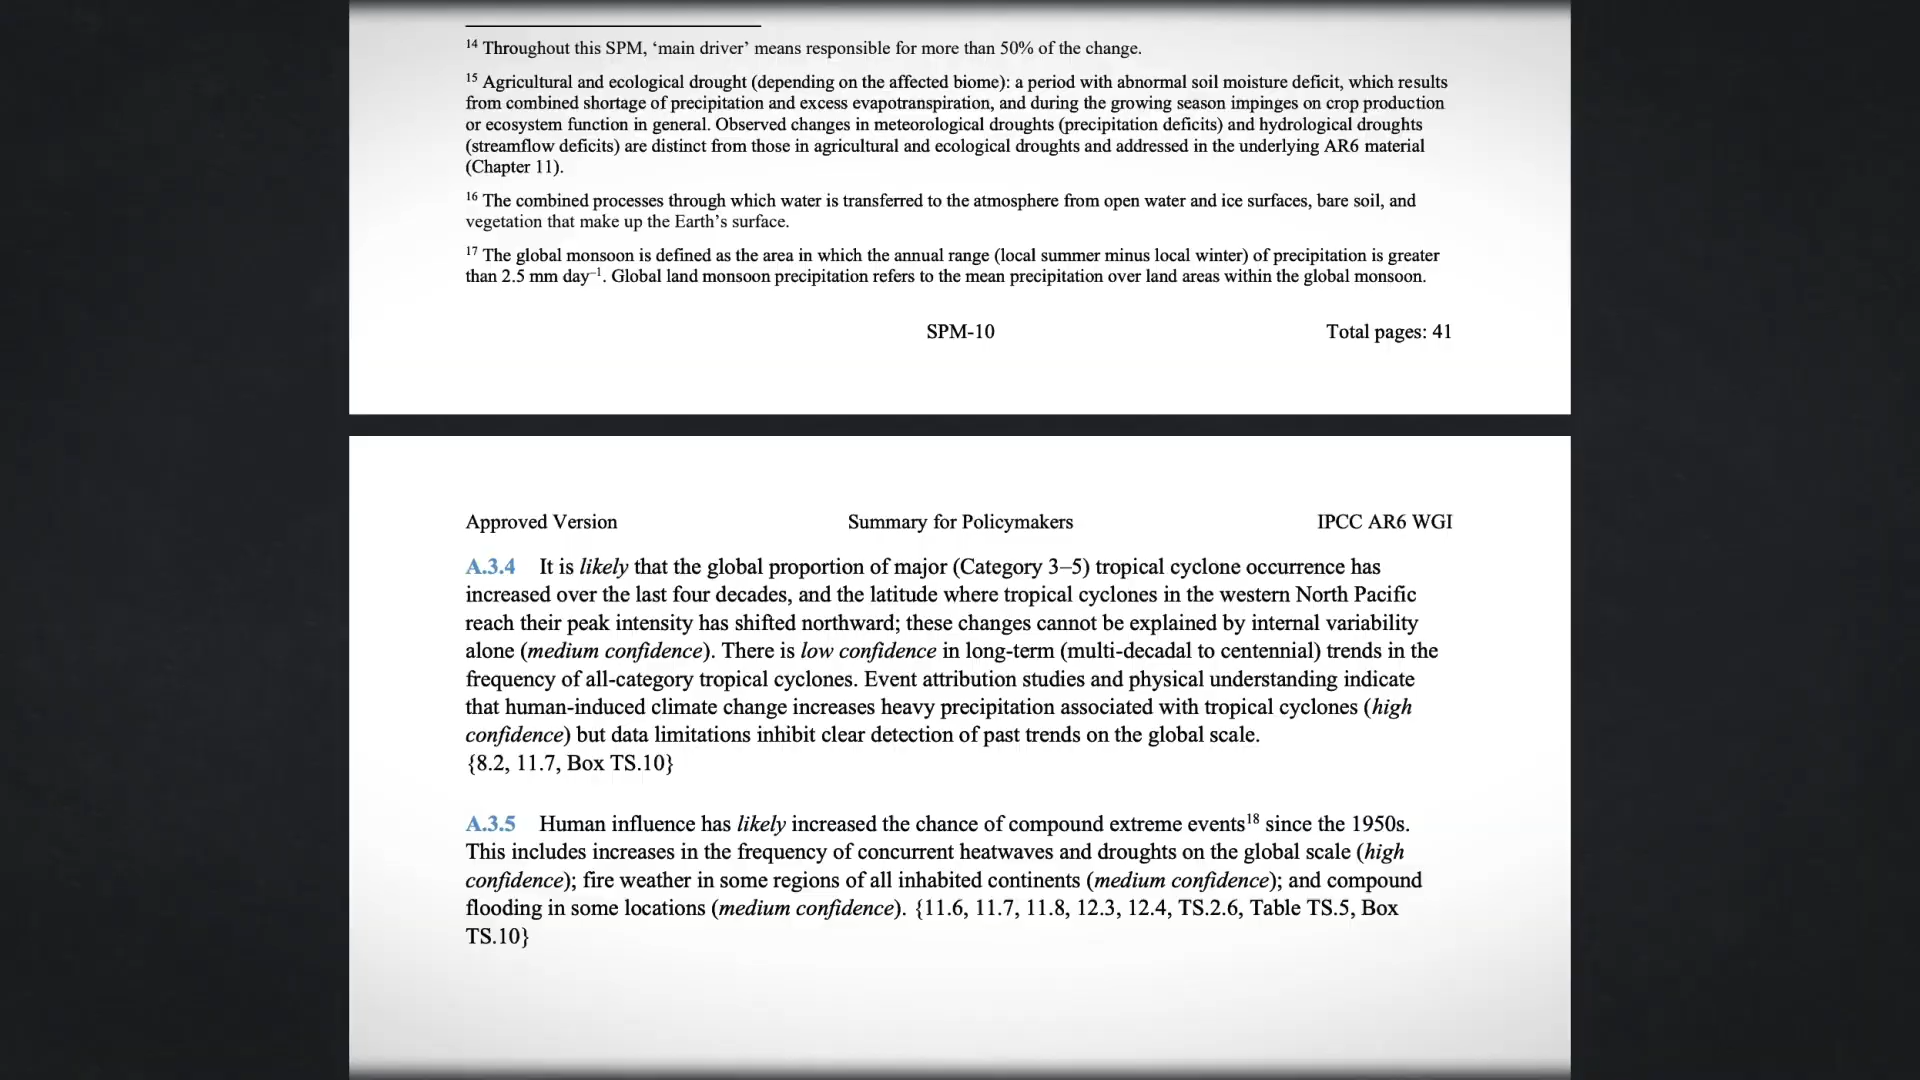 14 Throughout this SPM, ‘main driver’ means responsible for more than 50% of the change.
15 Agricultural and ecological drought (depending on the affected biome): a period with abnormal soil moisture deficit, which results
from combined shortage of precipitation and excess evapotranspiration, and during the growing season impinges on crop production
or ecosystem function in general. Observed changes in meteorological droughts (precipitation deficits) and hydrological droughts
(streamflow deficits) are distinct from those in agricultural and ecological droughts and addressed in the underlying AR6 material
(Chapter 11).
16 The combined processes through which water is transferred to the atmosphere from open water and ice surfaces, bare soil, and
vegetation that make up the Earth’s surface.
17 The global monsoon is defined as the area in which the annual range (local summer minus local winter) of precipitation is greater
than 2.5 mm day–1. Global land monsoon precipitation refers to the mean precipitation over land areas within the global monsoon.
SPM-10 Total pages: 41
Approved Version Summary for Policymakers IPCC AR6 WGI
A.3.4 It is likely that the global proportion of major (Category 3–5) tropical cyclone occurrence has
increased over the last four decades, and the latitude where tropical cyclones in the western North Pacific
reach their peak intensity has shifted northward; these changes cannot be explained by internal variability
alone (medium confidence). There is low confidence in long-term (multi-decadal to centennial) trends in the
frequency of all-category tropical cyclones. Event attribution studies and physical understanding indicate
that human-induced climate change increases heavy precipitation associated with tropical cyclones (high
confidence) but data limitations inhibit clear detection of past trends on the global scale.
{8.2, 11.7, Box TS.10}
A.3.5 Human influence has likely increased the chance of compound extreme events18 since the 1950s.
This includes increases in the frequency of concurrent heatwaves and droughts on the global scale (high
confidence); fire weather in some regions of all inhabited continents (medium confidence); and compound
flooding in some locations (medium confidence). {11.6, 11.7, 11.8, 12.3, 12.4, TS.2.6, Table TS.5, Box
TS.10}